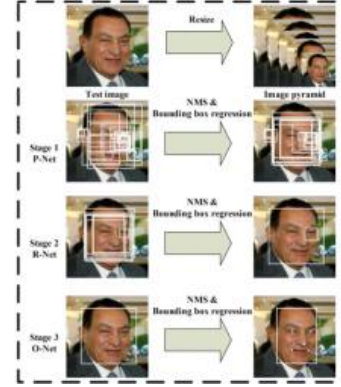 Resize
Test image
Image pyramid
NMS &
Bounding box regression
Stage 1
P-Net
NMS &
Bounding box regression
Stage 2
R-Net
NMS &
Bounding box regression
Stage 3
O-Net